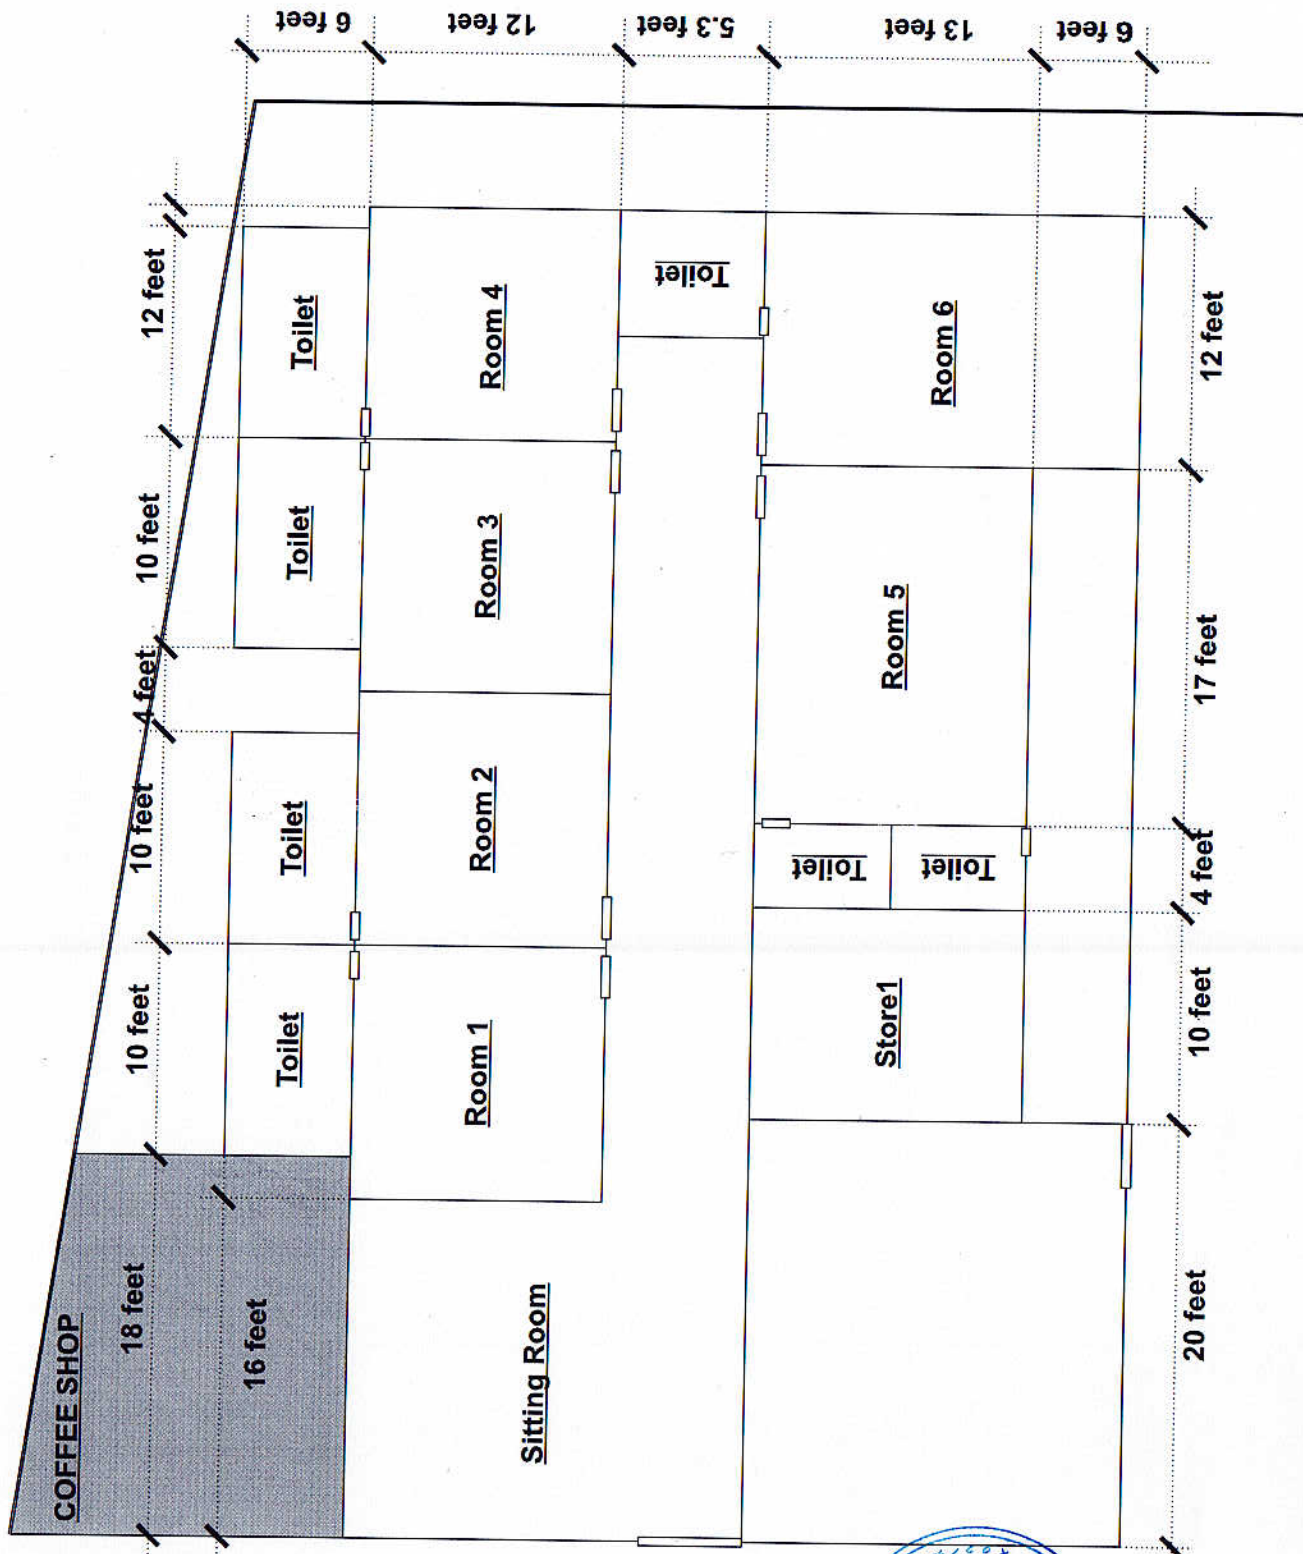 6 feet
12 feet
5.3 feet
13 feet
6 feet
12 feet
10 feet
4 feet
10 feet
10 feet
18 feet
16 feet
COFFEE SHOP
Toilet
Toilet
Toilet
Toilet
Room 4
Room 3
Room 2
Room 1
Sitting Room
Toilet
Room 6
Room 5
Toilet
Toilet
Store1
12 feet
17 feet
4 feet
10 feet
20 feet